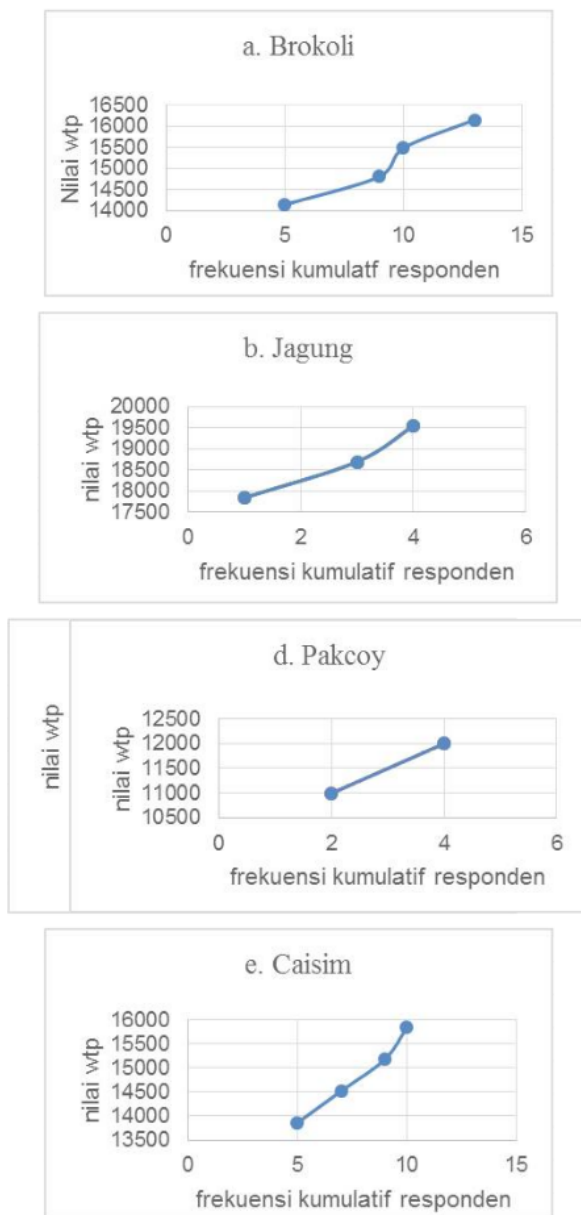 a. Brokoli
Nilai wtp
16500
16000
15500
15000
14500
14000
0 5 10 15
frekuensi kumulatf responden
b. Jagung
nilai wtp
20000
19500
19000
18500
18000
17500
0 2 4 6
frekuensi kumulatif responden
nilai wtp
d. Pakcoy
nilai wtp
12500
12000
11500
11000
10500
0 2 4 6
frekuensi kumulatif responden
e. Caisim
nilai wtp
16000
15500
15000
14500
14000
13500
0 5 10 15
frekuensi kumulatif responden